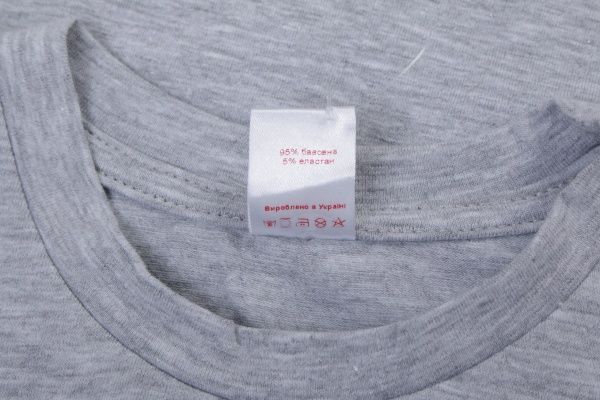 95% бавовна
5% еластан
Вироблено в Україні